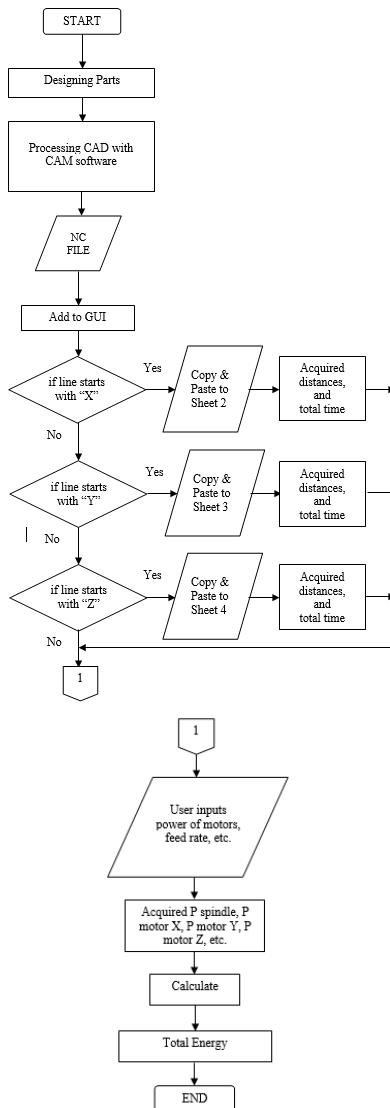 START
Designing Parts
Processing CAD with
CAM software
NC
FILE
Add to GUI
if line starts
with “X”
Yes
Copy &
Paste to
Sheet 2
Acquired
distances,
and
total time
No
if line starts
with “Y”
Yes
Copy &
Paste to
Sheet 3
Acquired
distances,
and
total time
No
if line starts
with “Z”
Yes
Copy &
Paste to
Sheet 4
Acquired
distances,
and
total time
No
1
1
User inputs
power of motors,
feed rate, etc.
Acquired P spindle, P
motor X, P motor Y, P
motor Z, etc.
Calculate
Total Energy
END